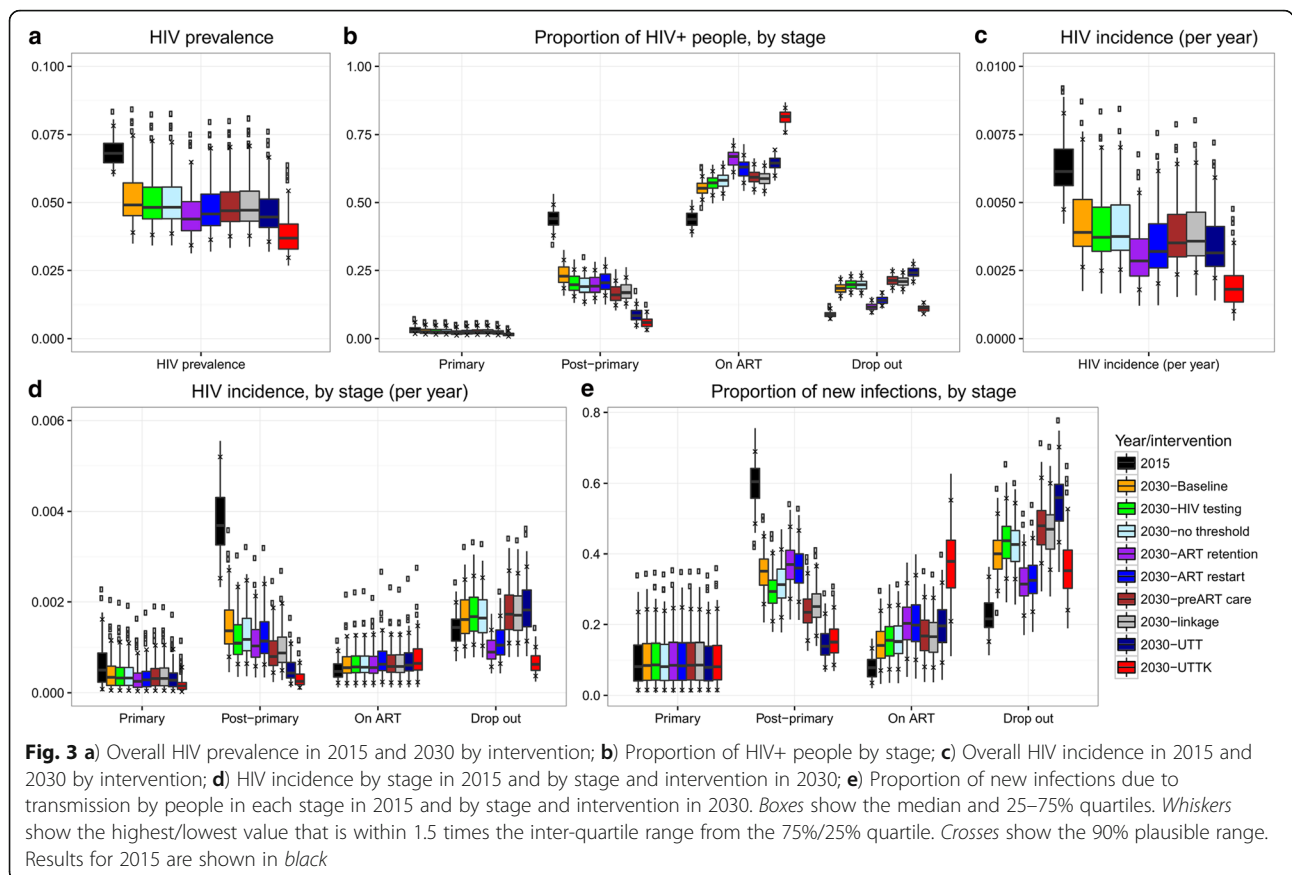 a HIV prevalence
0.100
0.075
0.050
0.025
0.000
HIV prevalence
b Proportion of HIV+ people, by stage
1.00
0.75
0.50
0.25
0.00
Primary Post−primary On ART Drop out
c HIV incidence (per year)
0.0100
0.0075
0.0050
0.0025
0.0000
HIV incidence (per year)
d HIV incidence, by stage (per year)
0.006
0.004
0.002
0.000
Primary Post−primary On ART Drop out
e Proportion of new infections, by stage
0.8
0.6
0.4
0.2
0.0
Primary Post−primary On ART Drop out
Year/intervention
2015
2030−Baseline
2030−HIV testing
2030−no threshold
2030−ART retention
2030−ART restart
2030−preART care
2030−linkage
2030−UTT
2030−UTTK
Fig. 3 a) Overall HIV prevalence in 2015 and 2030 by intervention; b) Proportion of HIV+ people by stage; c) Overall HIV incidence in 2015 and
2030 by intervention; d) HIV incidence by stage in 2015 and by stage and intervention in 2030; e) Proportion of new infections due to
transmission by people in each stage in 2015 and by stage and intervention in 2030. Boxes show the median and 25–75% quartiles. Whiskers
show the highest/lowest value that is within 1.5 times the inter-quartile range from the 75%/25% quartile. Crosses show the 90% plausible range.
Results for 2015 are shown in black